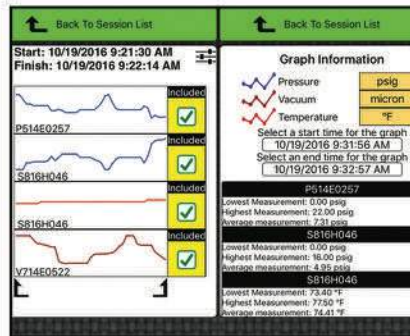 Back To Session List
Start: 10/19/2016 9:21:30 AM
Finish: 10/19/2016 9:22:14 AM
Included
P514E0257
Included
S816H046
Included
S816H046
Included
V714E0522
Back To Session List
Graph Information
Pressure
psig
Vacuum
micron
Temperature
°F
Select a start time for the graph
10/19/2016 9:31:56 AM
Select an end time for the graph
10/19/2016 9:32:57 AM
P514E0257
Lowest Measurement: 0.00 psig
Highest Measurement: 22.00 psig
Average measurement: 7.31 psig
S816H046
Lowest Measurement: 0.00 psig
Highest Measurement: 16.00 psig
Average measurement: 4.95 psig
S816H046
Lowest Measurement: 73.40 °F
Highest Measurement: 77.50 °F
Average Measurement: 74.41 °F